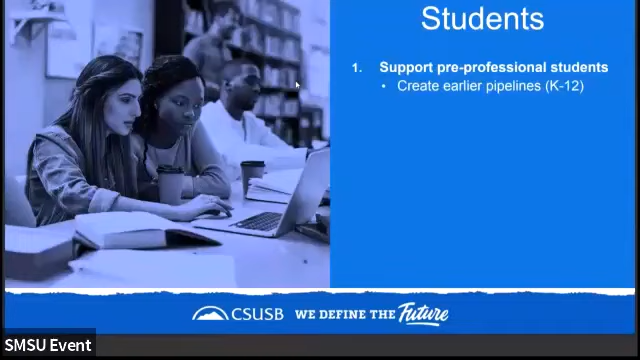 Students
1. Support pre-professional students
• Create earlier pipelines (K-12)
CSUSB WE DEFINE THE Future
SMSU Event